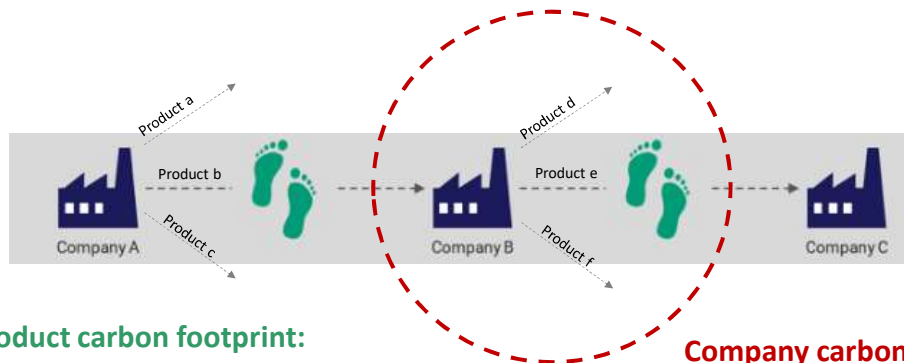 Product a
Product b
Product c
Company A
Product d
Product e
Product f
Company B
Company C
oduct carbon footprint:
Company carbon